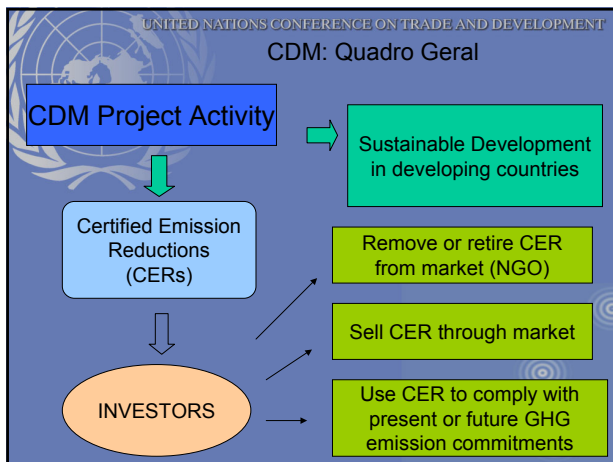 UNITED NATIONS CONFERENCE ON TRADE AND DEVELOPMENT
CDM: Quadro Geral
CDM Project Activity
Sustainable Development
in developing countries
Certified Emission
Reductions
(CERs)
Remove or retire CER
from market (NGO)
Sell CER through market
INVESTORS
Use CER to comply with
present or future GHG
emission commitments